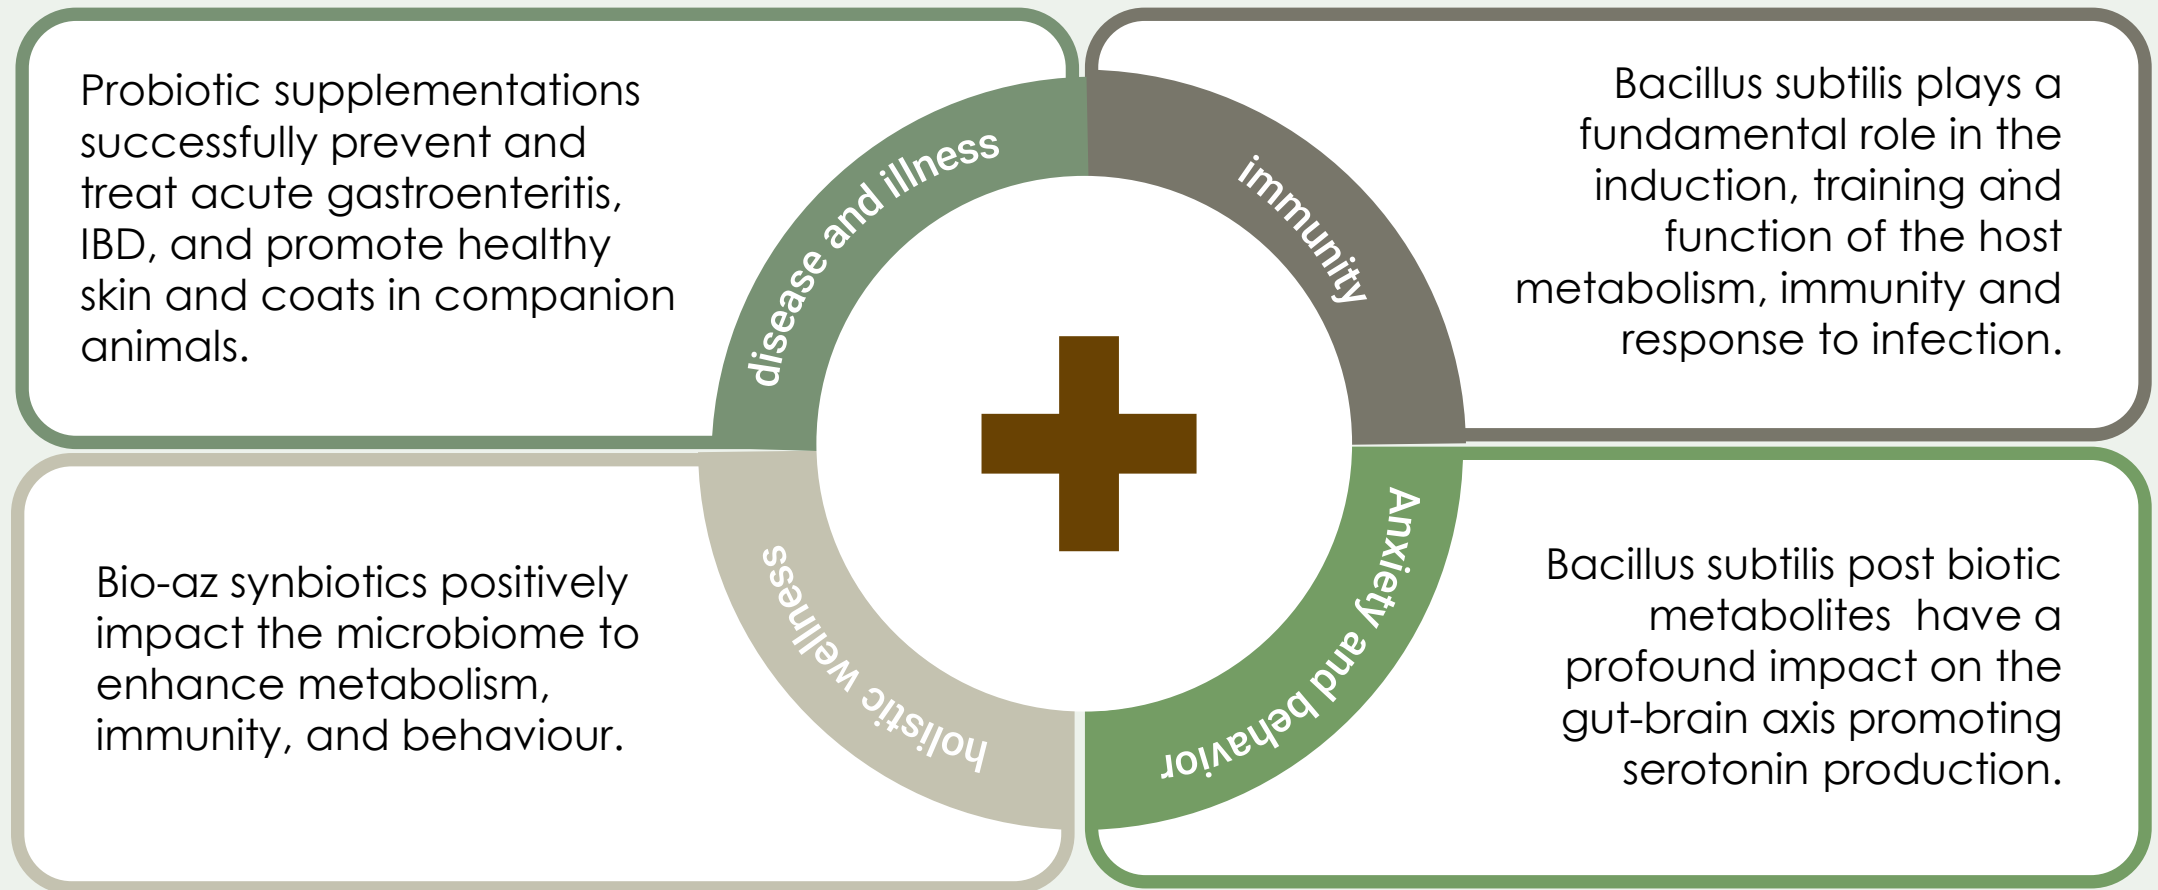 Probiotic supplementations
successfully prevent and
treat acute gastroenteritis,
IBD, and promote healthy
skin and coats in companion
animals.
disease and illness
immunity
Bacillus subtilis plays a
fundamental role in the
induction, training and
function of the host
metabolism, immunity and
response to infection.
Bio-az synbiotics positively
impact the microbiome to
enhance metabolism,
immunity, and behaviour.
holistic wellness
Anxiety and behavior
Bacillus subtilis post biotic
metabolites  have a
profound impact on the
gut-brain axis promoting
serotonin production.